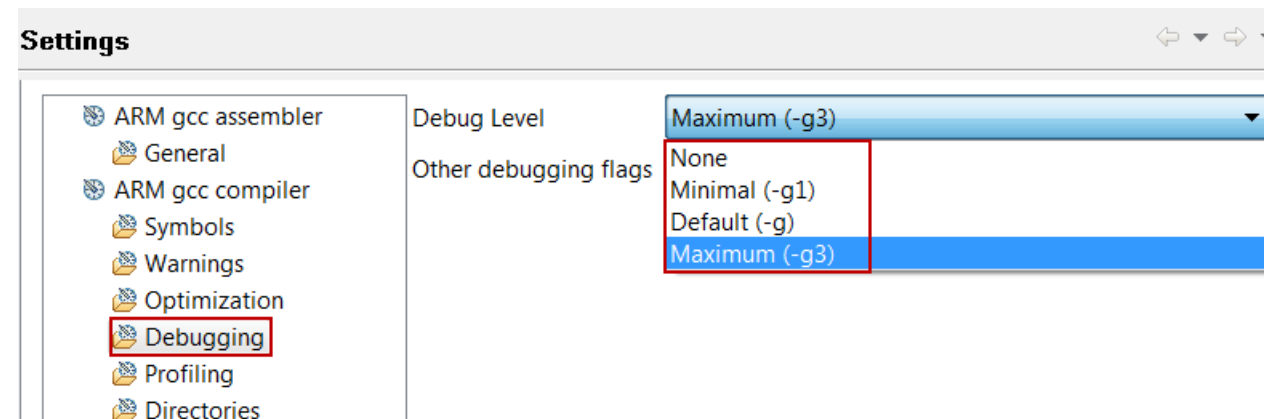 Settings
ARM gcc assembler
General
ARM gcc compiler
Symbols
Warnings
Optimization
Debugging
Profiling
Directories
Debug Level
Maximum (-g3)
Other debugging flags
None
Minimal (-g1)
Default (-g)
Maximum (-g3)